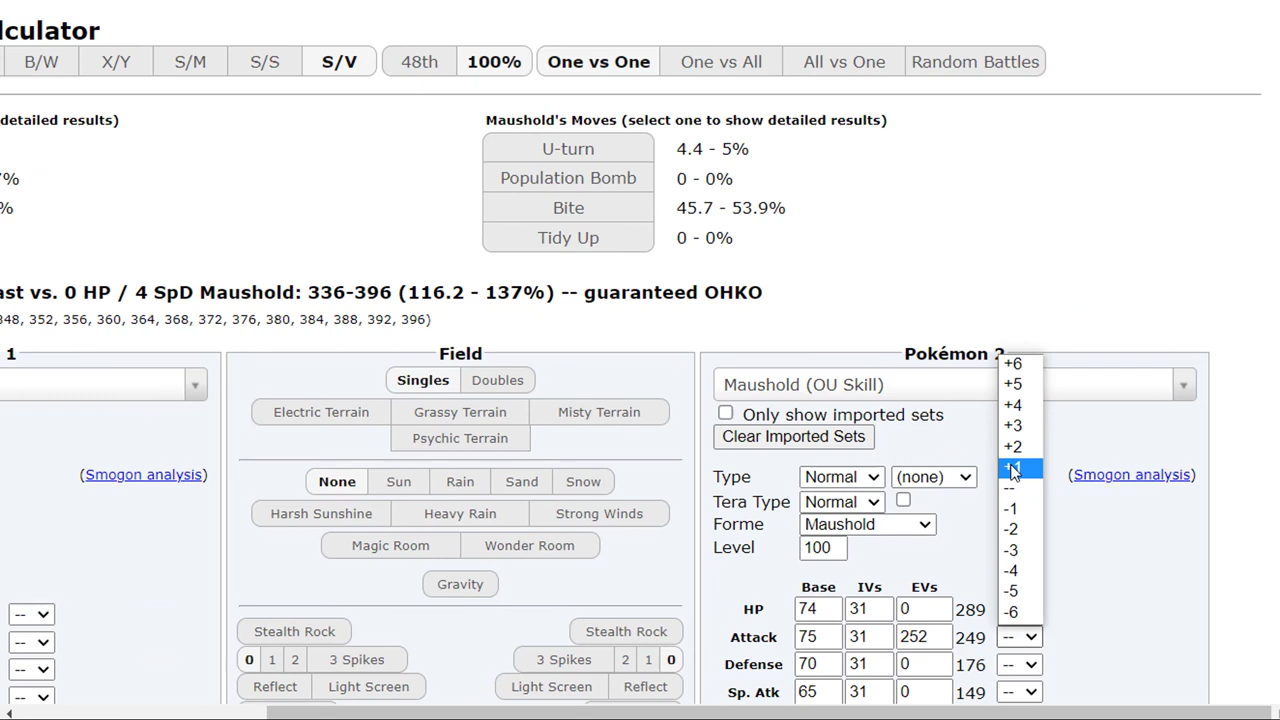 lculator
B/W X/Y S/M S/S S/V 48th 100% One vs One One vs All All vs One Random Battles
detailed results) Maushold's Moves (select one to show detailed results)
U-turn 4.4 - 5%
% Population Bomb 0 - 0%
% Bite 45.7 - 53.9%
Tidy Up 0 - 0%
ast vs. 0 HP / 4 SpD Maushold: 336-396 (116.2 - 137%) -- guaranteed OHKO
348, 352, 356, 360, 364, 368, 372, 376, 380, 384, 388, 392, 396)
1 Field Pokémon 2
Singles Doubles
Electric Terrain Grassy Terrain Misty Terrain
Psychic Terrain
(Smogon analysis)
None Sun Rain Sand Snow
Harsh Sunshine Heavy Rain Strong Winds
Magic Room Wonder Room
Gravity
Stealth Rock Stealth Rock
0 1 2 3 Spikes 3 Spikes 2 1 0
Reflect Light Screen Light Screen Reflect
--
--
--
--
Maushold (OU Skill)
Only show imported sets
Clear Imported Sets
Type Normal (none) (Smogon analysis)
Tera Type Normal
Forme Maushold
Level 100
Base IVs EVs
HP 74 31 0 289
Attack 75 31 252 249 --
Defense 70 31 0 176 --
Sp. Atk 65 31 0 149 --
+6
+5
+4
+3
+2
+1
--
-1
-2
-3
-4
-5
-6